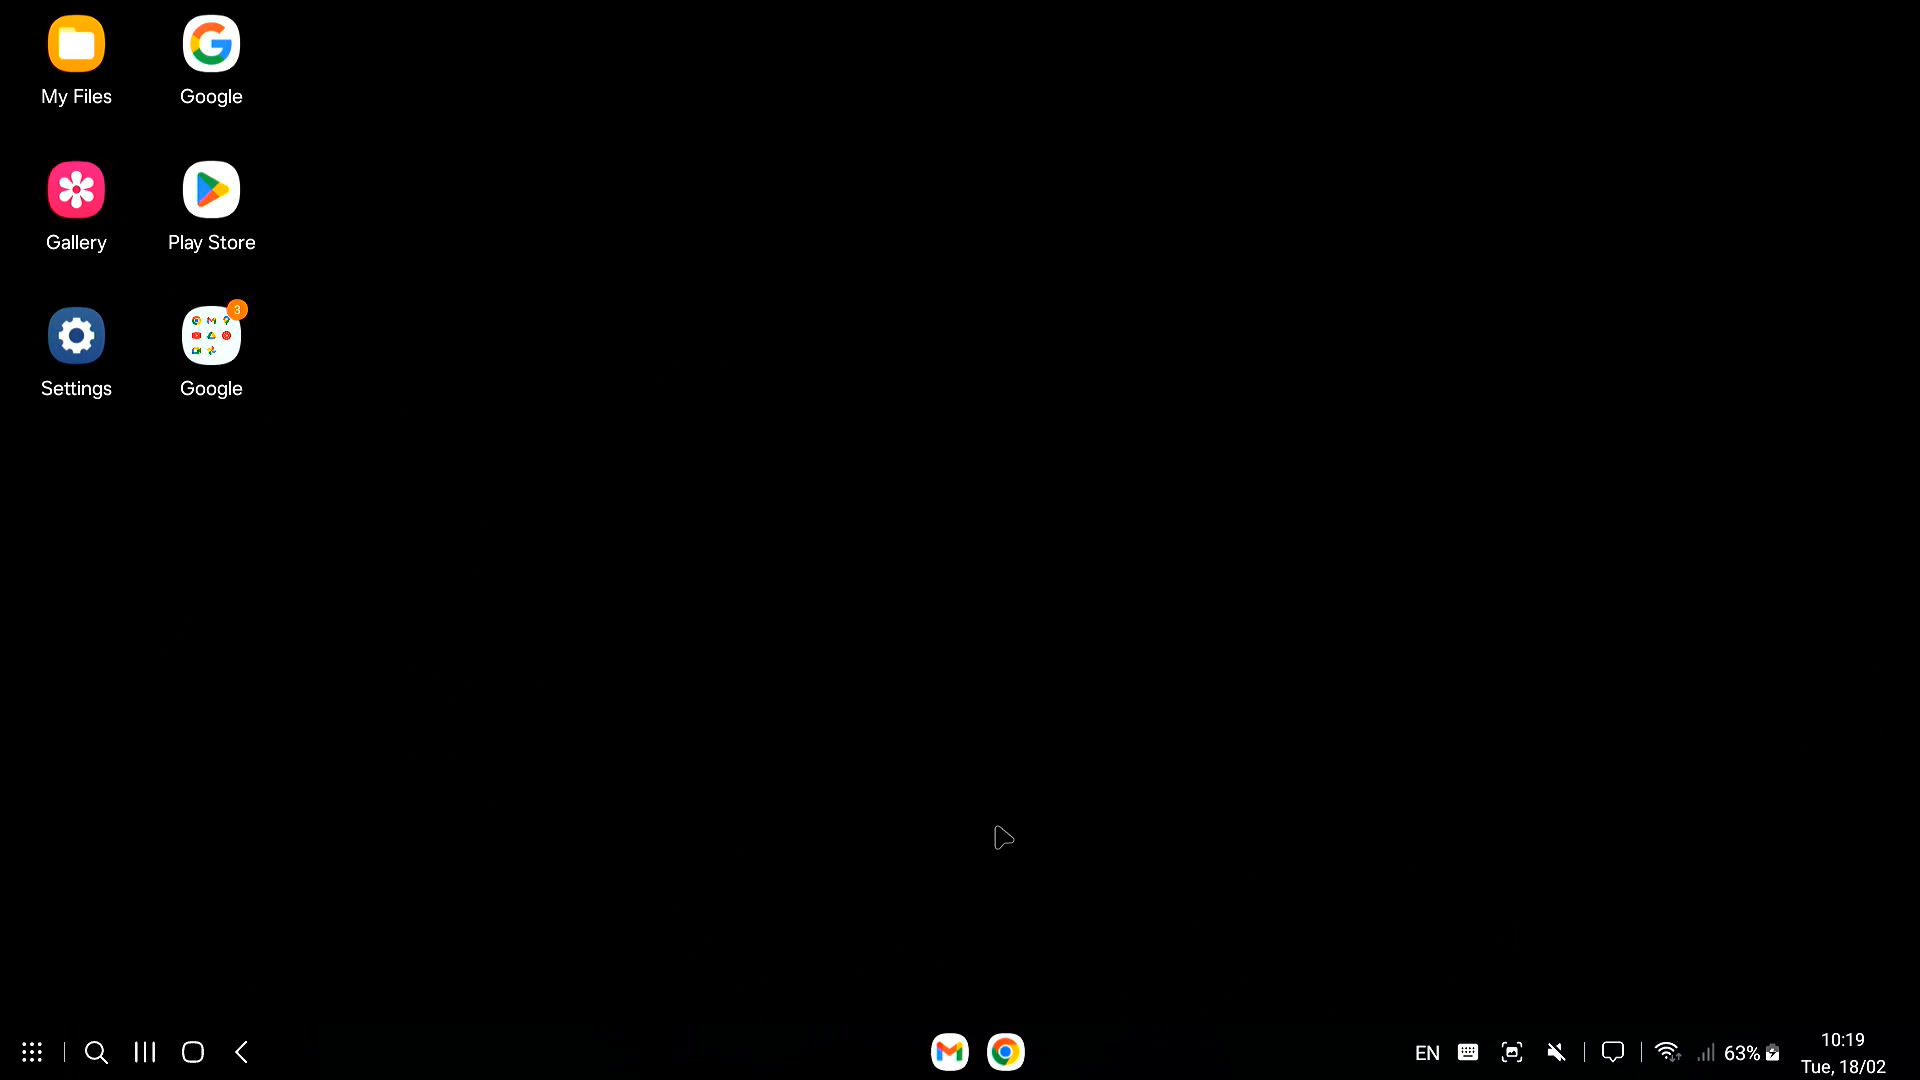 My Files
Google
Gallery
Play Store
3
Settings
Google
EN
63%
10:19
Tue, 18/02